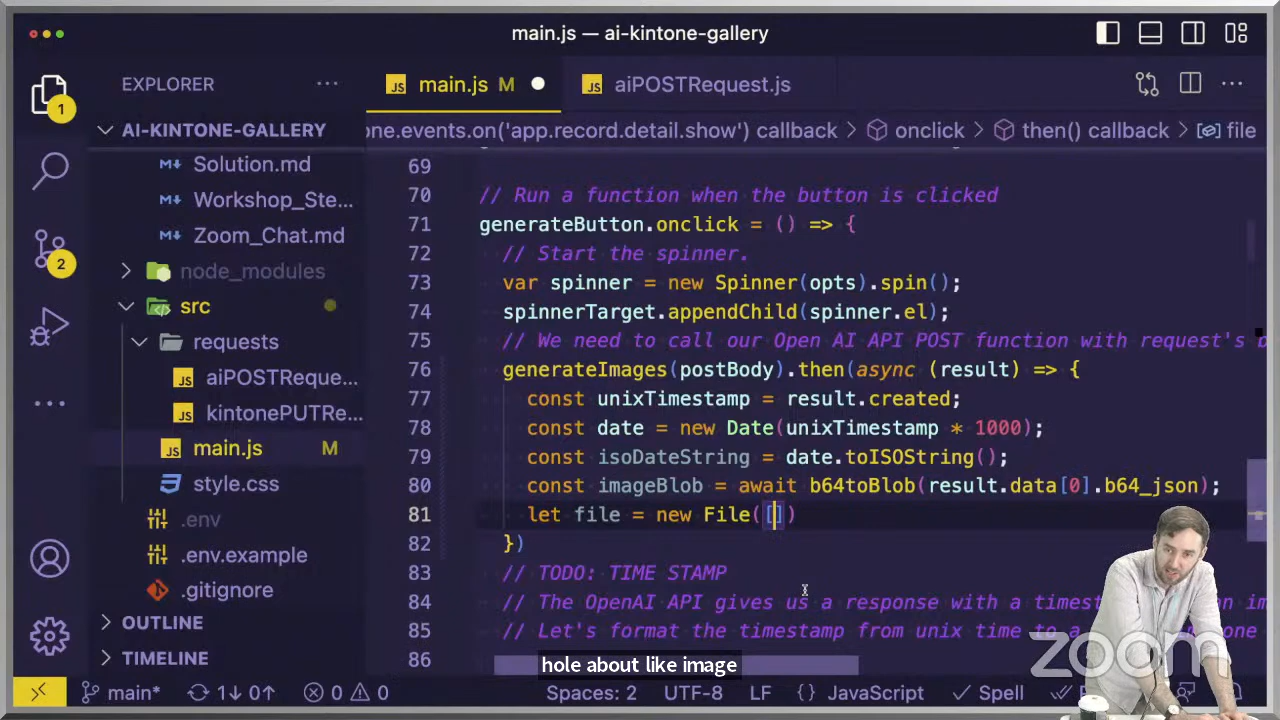 main.js — ai-kintone-gallery
EXPLORER
main.js M
aiPOSTRequest.js
AI-KINTONE-GALLERY
one.events.on('app.record.detail.show') callback > onclick > then() callback > file
Solution.md
Workshop_Ste...
Zoom_Chat.md
node_modules
src
requests
aiPOSTReque...
kintonePUTRe...
main.js M
style.css
.env
.env.example
.gitignore
OUTLINE
TIMELINE
1
2
69
70 // Run a function when the button is clicked
71 generateButton.onclick = () => {
72 // Start the spinner.
73 var spinner = new Spinner(opts).spin();
74 spinnerTarget.appendChild(spinner.el);
75 // We need to call our Open AI API POST function with request's
76 generateImages(postBody).then(async (result) => {
77 const unixTimestamp = result.created;
78 const date = new Date(unixTimestamp * 1000);
79 const isoDateString = date.toISOString();
80 const imageBlob = await b64toBlob(result.data[0].b64_json);
81 let file = new File([])
82 })
83 // TODO: TIME STAMP
84 // The OpenAI API gives us a response with a
85 // Let's format the timestamp from unix time to a
86
hole about like image
zoom
main* 1↓ 0↑ 0 0 Spaces: 2 UTF-8 LF {} JavaScript Spell